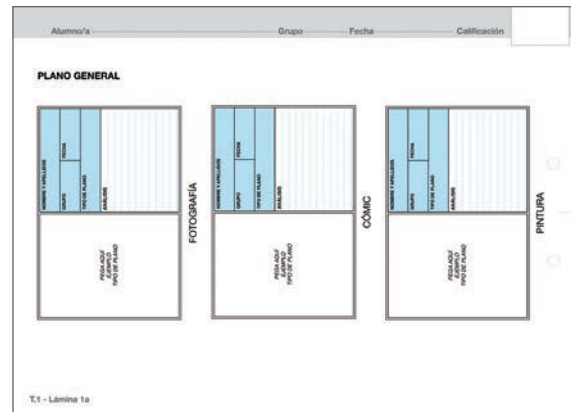 Alumno/a Grupo Fecha Calificación
PLANO GENERAL
NOMBRE Y APELLIDOS
GRUPO FECHA
TIPO DE PLANO
ANÁLISIS
PEGA AQUÍ
EJEMPLO
TIPO DE PLANO
FOTOGRAFÍA
NOMBRE Y APELLIDOS
GRUPO FECHA
TIPO DE PLANO
ANÁLISIS
PEGA AQUÍ
EJEMPLO
TIPO DE PLANO
CÓMIC
NOMBRE Y APELLIDOS
GRUPO FECHA
TIPO DE PLANO
ANÁLISIS
PEGA AQUÍ
EJEMPLO
TIPO DE PLANO
PINTURA
T.1 - Lámina 1a